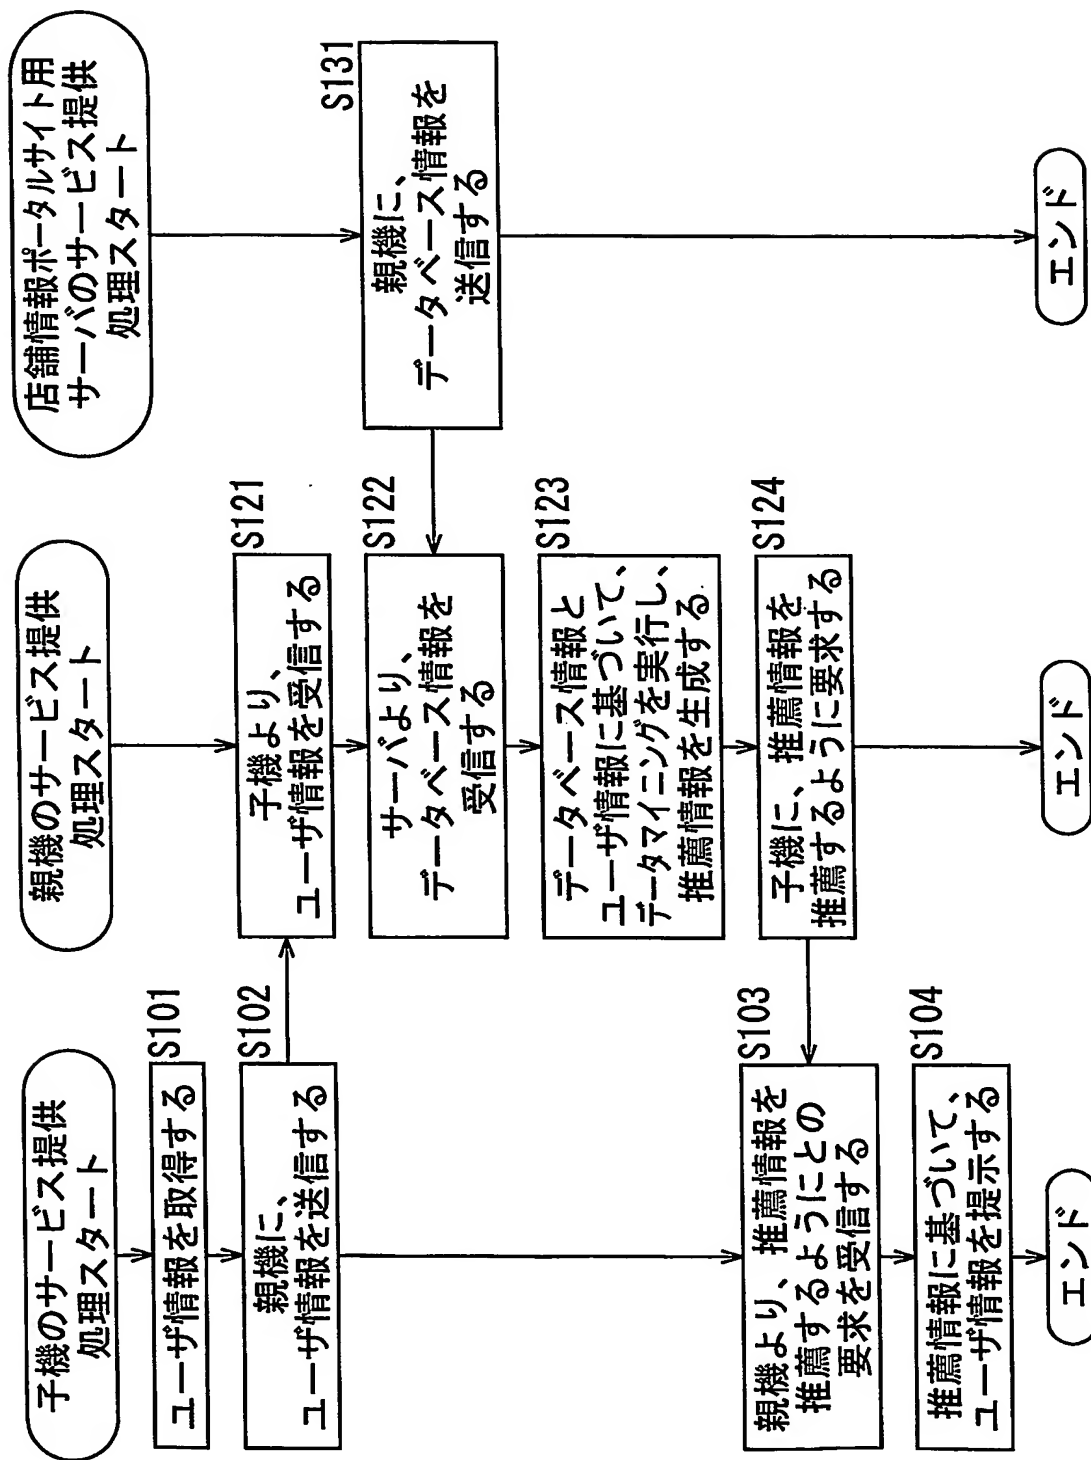 子機のサービス提供
処理スタート
S101
ユーザ情報を取得する
S102
親機に、
ユーザ情報を送信する
S103
親機より、推薦情報を
推薦するようにとの
要求を受信する
S104
推薦情報に基づいて、
ユーザ情報を提示する
エンド
親機のサービス提供
処理スタート
S121
子機より、
ユーザ情報を受信する
S122
サーバより、
データベース情報を
受信する
S123
データベース情報と
ユーザ情報に基づいて、
データマイニングを実行し、
推薦情報を生成する
S124
子機に、推薦情報を
推薦するように要求する
エンド
店舗情報ポータルサイト用
サーバのサービス提供
処理スタート
S131
親機に、
データベース情報を
送信する
エンド